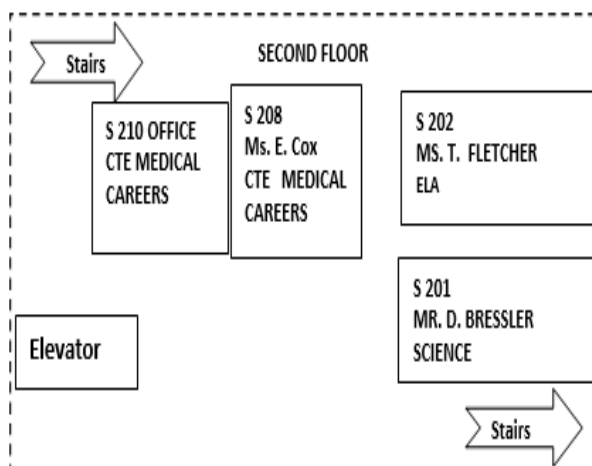 Stairs
SECOND FLOOR
S 210 OFFICE
CTE MEDICAL
CAREERS
S 208
Ms. E. Cox
CTE MEDICAL
CAREERS
S 202
MS. T. FLETCHER
ELA
Elevator
S 201
MR. D. BRESSLER
SCIENCE
Stairs